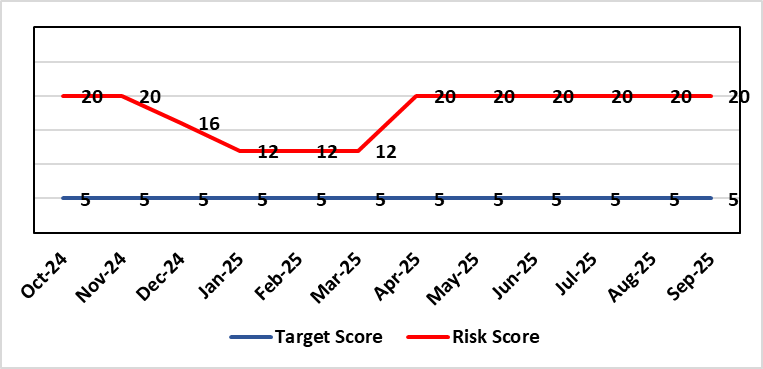 20 20 20 20 20 20 20 20
16
12 12 12
5 5 5 5 5 5 5 5 5 5 5 5
Oct-24 Nov-24 Dec-24 Jan-25 Feb-25 Mar-25 Apr-25 May-25 Jun-25 Jul-25 Aug-25 Sep-25
Target Score Risk Score